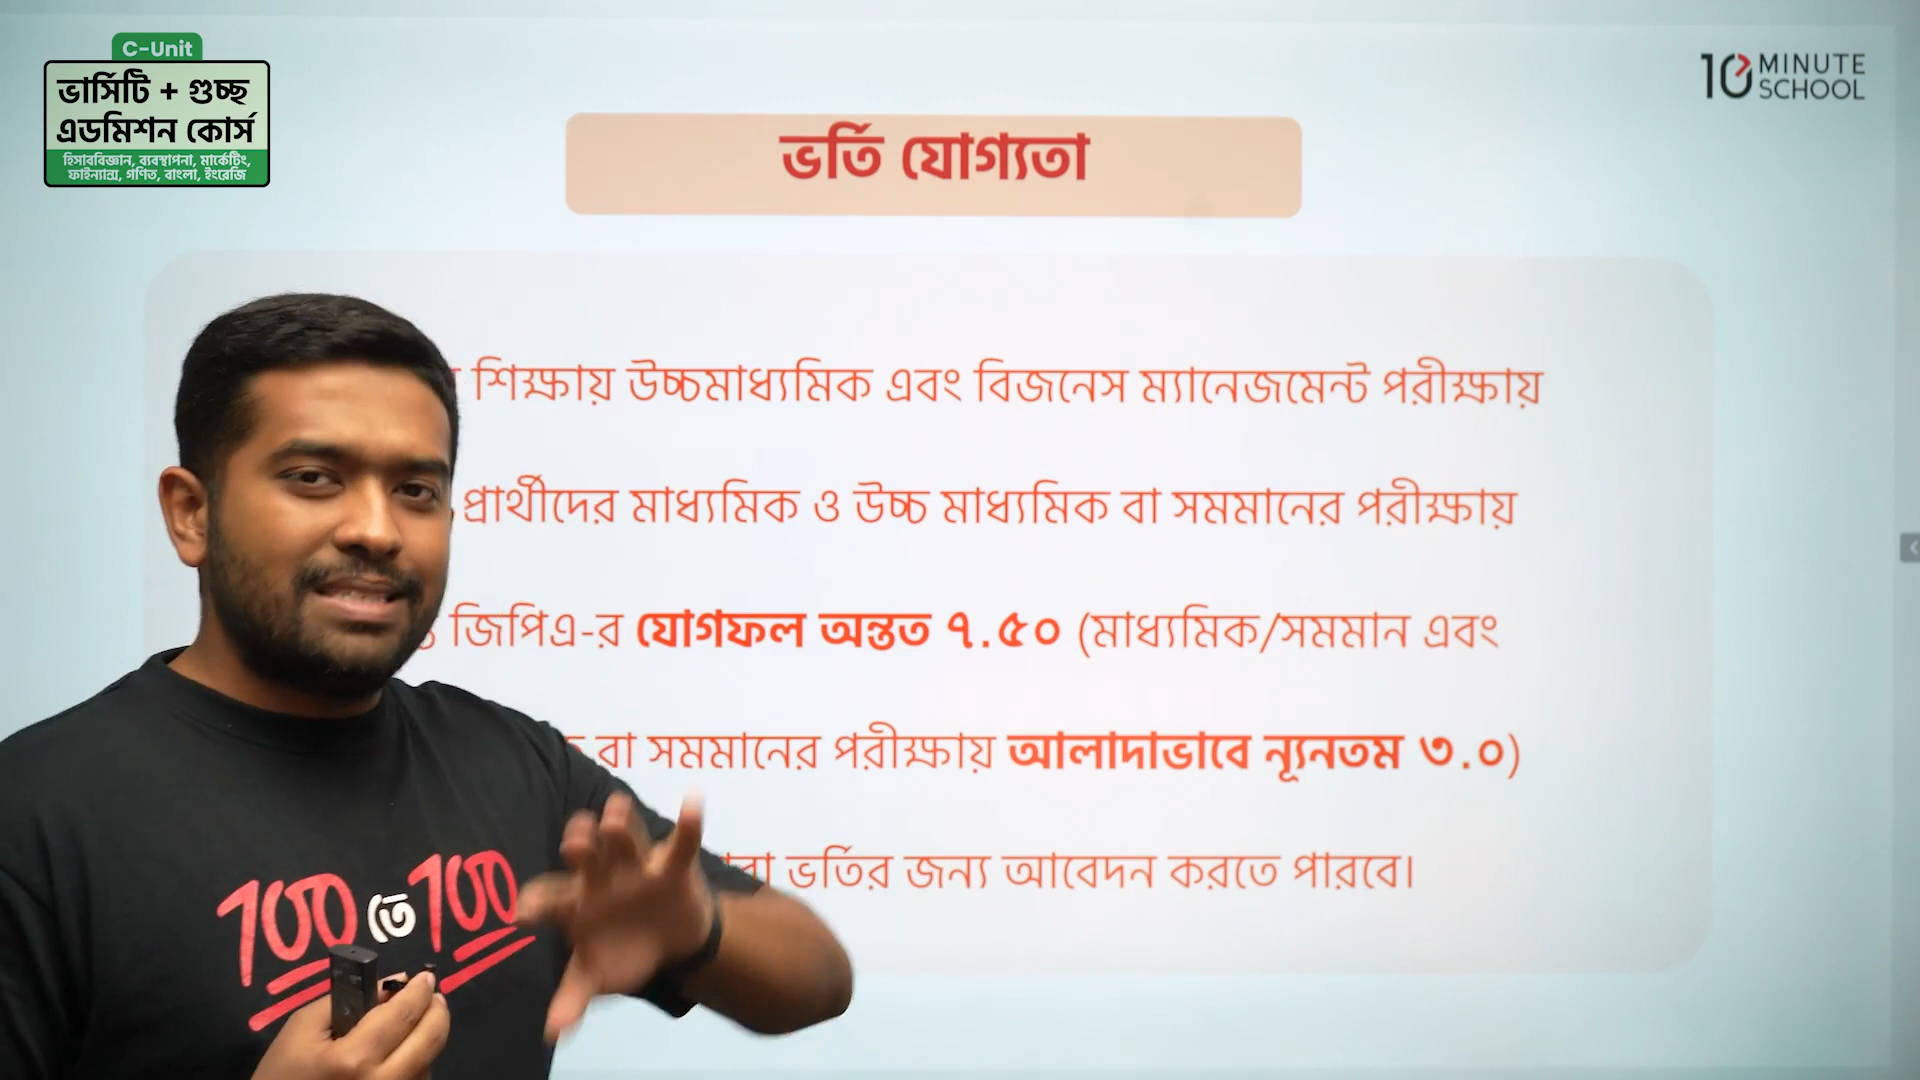 C-Unit
ভার্সিটি + গুচ্ছ
এডমিশন কোর্স
হিসাববিজ্ঞান, ব্যবস্থাপনা, মার্কেটিং,
ফাইন্যান্স, গণিত, বাংলা, ইংরেজি
10 MINUTE
SCHOOL
ভর্তি যোগ্যতা
শিক্ষায় উচ্চমাধ্যমিক এবং বিজনেস ম্যানেজমেন্ট পরীক্ষায়
প্রার্থীদের মাধ্যমিক ও উচ্চ মাধ্যমিক বা সমমানের পরীক্ষায়
জিপিএ-র যোগফল অন্তত ৭.৫০ (মাধ্যমিক/সমমান এবং
বা সমমানের পরীক্ষায় আলাদাভাবে ন্যূনতম ৩.০)
ভর্তির জন্য আবেদন করতে পারবে।
100 তে 100